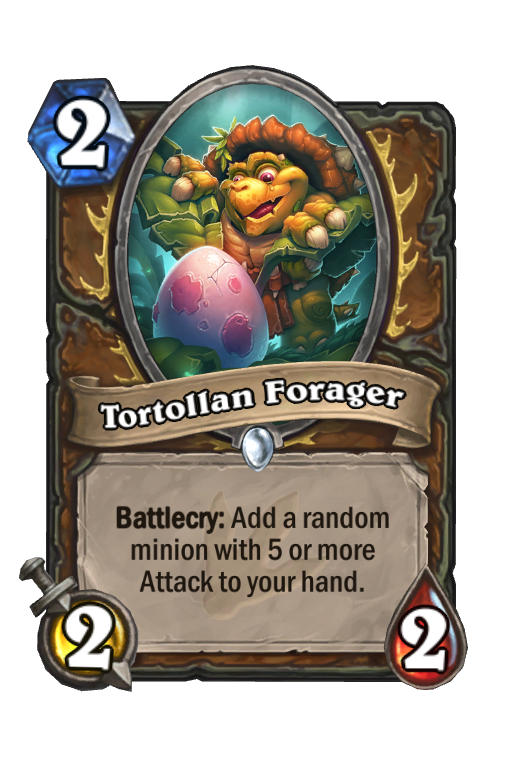 2
Tortollan Forager
Battlecry: Add a random
minion with 5 or more
Attack to your hand.
2
2